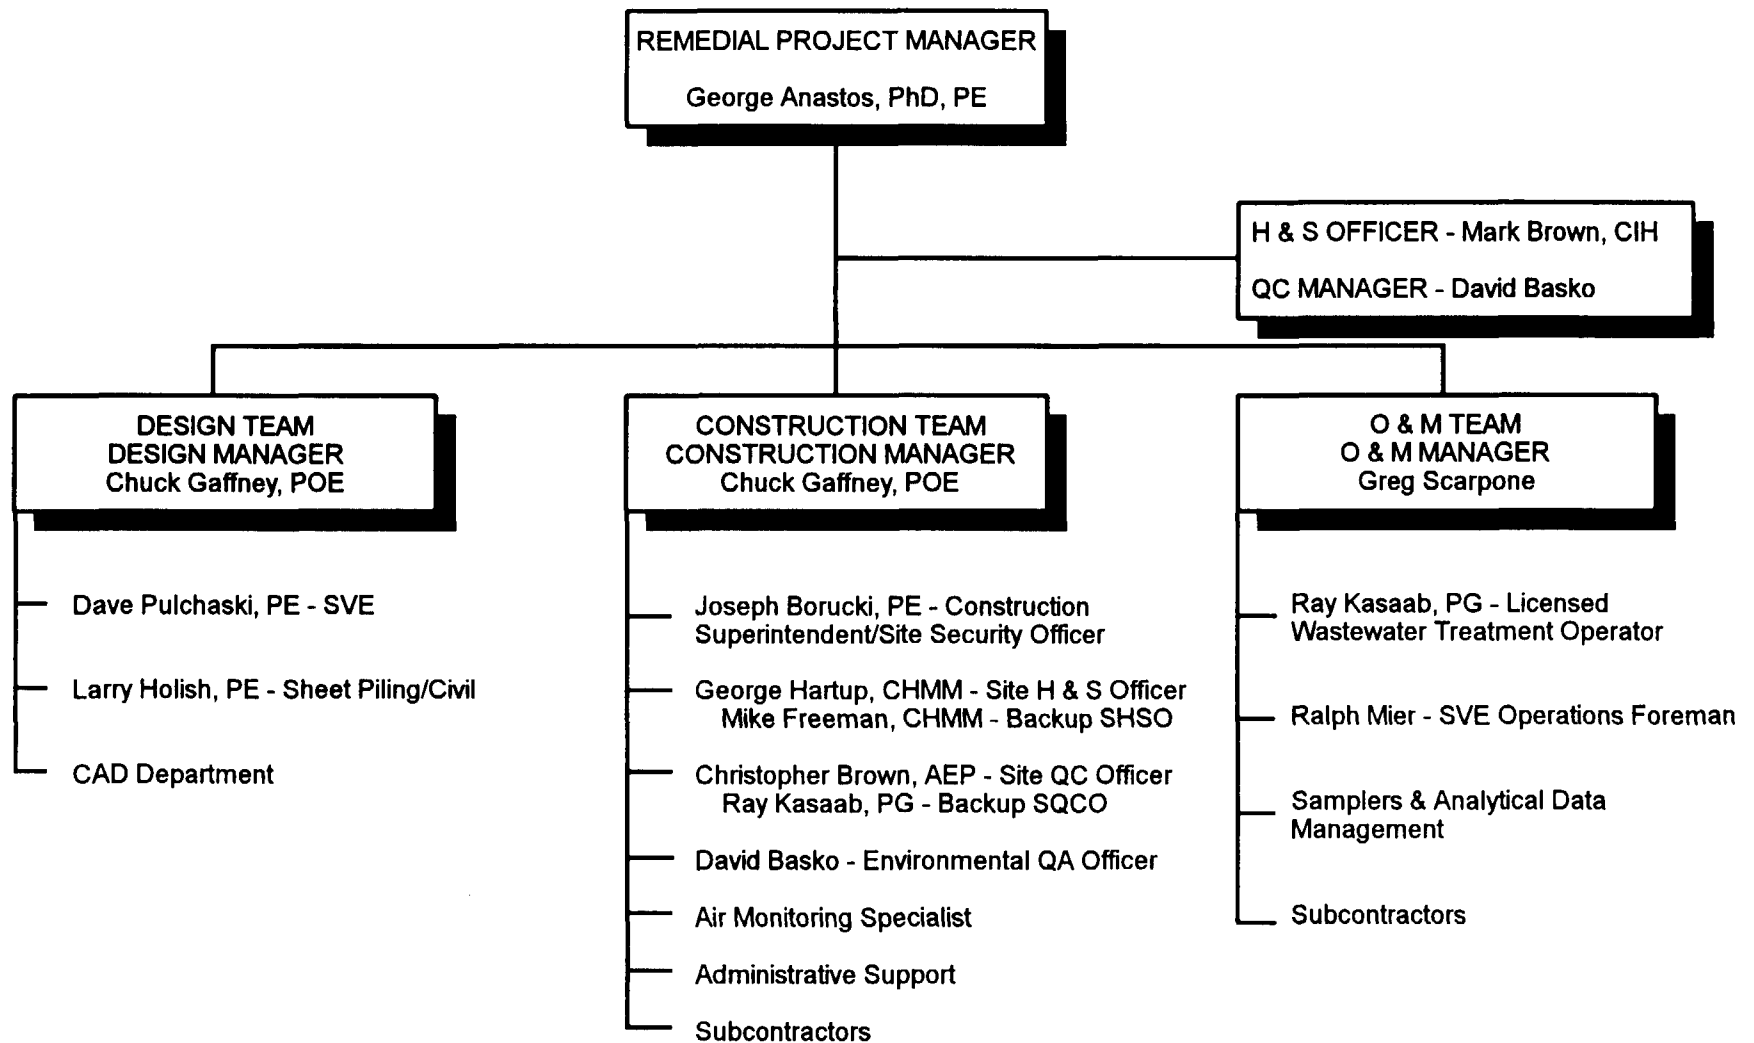 REMEDIAL PROJECT MANAGER
George Anastos, PhD, PE
H & S OFFICER - Mark Brown, CIH
QC MANAGER - David Basko
DESIGN TEAM
DESIGN MANAGER
Chuck Gaffney, POE
CONSTRUCTION TEAM
CONSTRUCTION MANAGER
Chuck Gaffney, POE
O & M TEAM
O & M MANAGER
Greg Scarpone
Dave Pulchaski, PE - SVE
Larry Holish, PE - Sheet Piling/Civil
CAD Department
Joseph Borucki, PE - Construction
Superintendent/Site Security Officer
George Hartup, CHMM - Site H & S Officer
Mike Freeman, CHMM - Backup SHSO
Christopher Brown, AEP - Site QC Officer
Ray Kasaab, PG - Backup SQCO
David Basko - Environmental QA Officer
Air Monitoring Specialist
Administrative Support
Subcontractors
Ray Kasaab, PG - Licensed
Wastewater Treatment Operator
Ralph Mier - SVE Operations Foreman
Samplers & Analytical Data
Management
Subcontractors